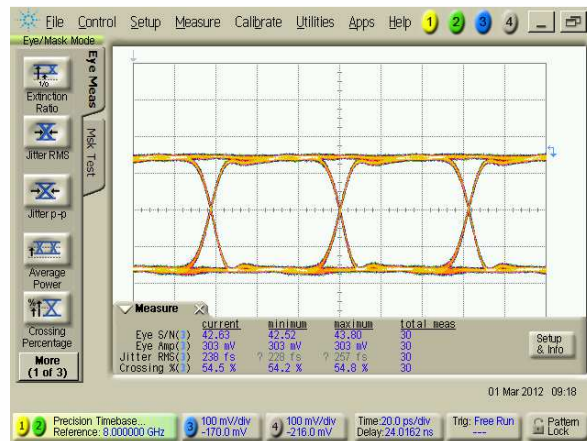 File Control Setup Measure Calibrate Utilities Apps Help 1 2 3 4
Eye/Mask Mode
Eye Meas
Msk Test
1/0
Extinction
Ratio
Jitter RMS
Jitter p-p
Average
Power
Crossing
Percentage
More
(1 of 3)
Measure
current minimum maximum total meas
Eye S/N(3) 42.63 42.52 43.80 30
Eye Amp(3) 303 mV 303 mV 303 mV 30
Jitter RMS(3) 238 fs ? 228 fs ? 257 fs 30
Crossing %(3) 54.5 % 54.2 % 54.8 % 30
Setup
& Info
01 Mar 2012 09:18
1 2 Precision Timebase...
Reference: 8.000000 GHz
3 100 mV/div
-170.0 mV
4 100 mV/div
-216.0 mV
Time:20.0 ps/div
Delay:24.0162 ns
Trig: Free Run
---
Pattern
Lock